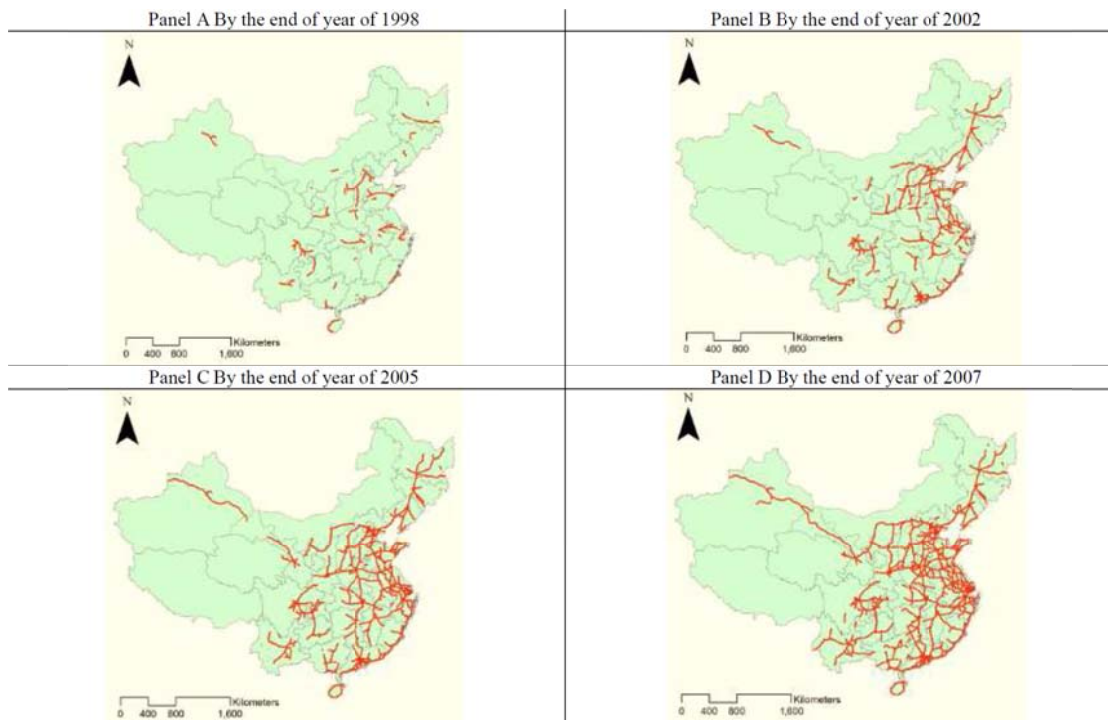 Panel A By the end of year of 1998
Panel B By the end of year of 2002
N
N
Kilometers
0 400 800 1,600
Kilometers
0 400 800 1,600
Panel C By the end of year of 2005
Panel D By the end of year of 2007
N
N
Kilometers
0 400 800 1,600
Kilometers
0 400 800 1,600